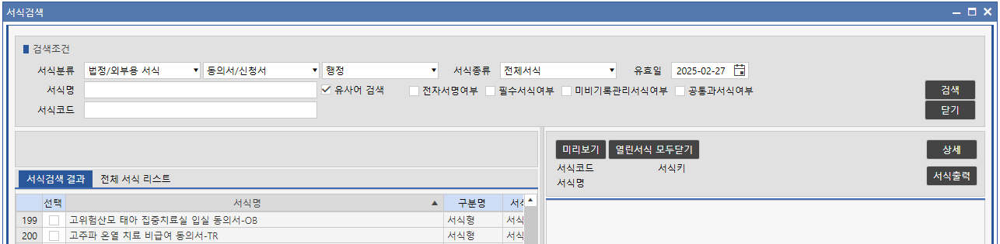 서식검색
검색조건
서식분류 법정/외부용 서식 동의서/신청서 행정 서식종류 전체서식 유효일 2025-02-27
서식명 유사어 검색 전자서명여부 필수서식여부 미비기록관리서식여부 공통과서식여부 검색
서식코드 닫기
미리보기 열린서식 모두닫기 상세
서식코드 서식키
서식명 서식출력
서식검색 결과 전체 서식 리스트
선택 서식명 구분명 서식
199 고위험산모 태아 집중치료실 입실 동의서-OB 서식형 서식
200 고주파 온열 치료 비급여 동의서-TR 서식형 서식